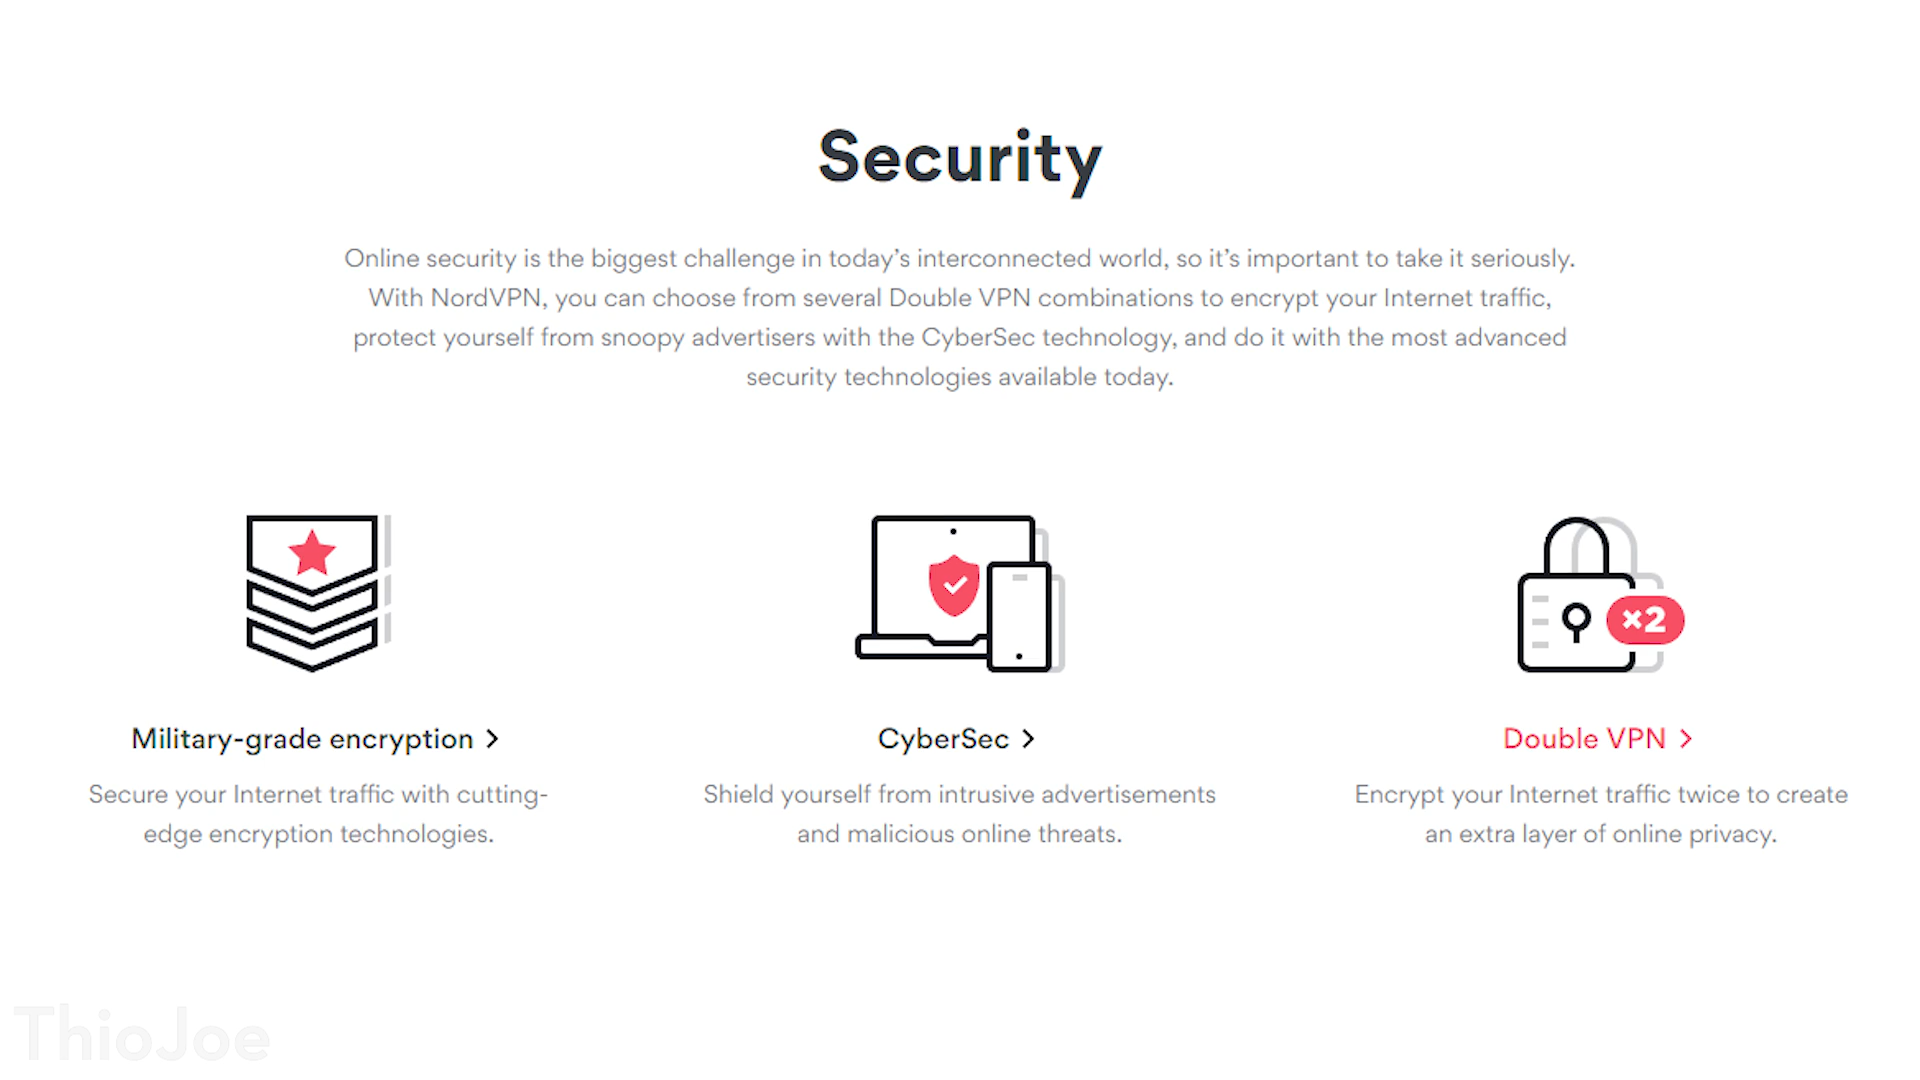 Security
Online security is the biggest challenge in today’s interconnected world, so it’s important to take it seriously.
With NordVPN, you can choose from several Double VPN combinations to encrypt your Internet traffic,
protect yourself from snoopy advertisers with the CyberSec technology, and do it with the most advanced
security technologies available today.
×2
Military-grade encryption >
Secure your Internet traffic with cutting-
edge encryption technologies.
CyberSec >
Shield yourself from intrusive advertisements
and malicious online threats.
Double VPN >
Encrypt your Internet traffic twice to create
an extra layer of online privacy.
ThioJoe